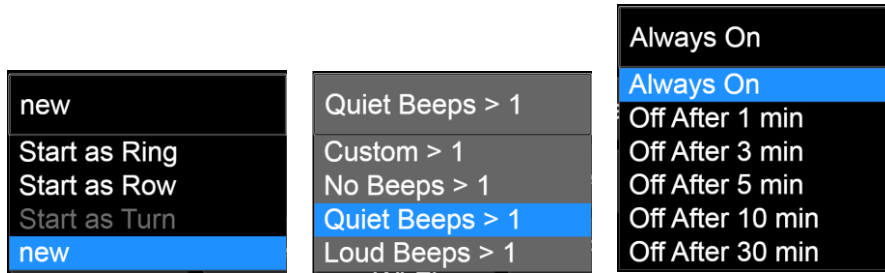 new
Start as Ring
Start as Row
Start as Turn
new
Quiet Beeps > 1
Custom > 1
No Beeps > 1
Quiet Beeps > 1
Loud Beeps > 1
Always On
Always On
Off After 1 min
Off After 3 min
Off After 5 min
Off After 10 min
Off After 30 min